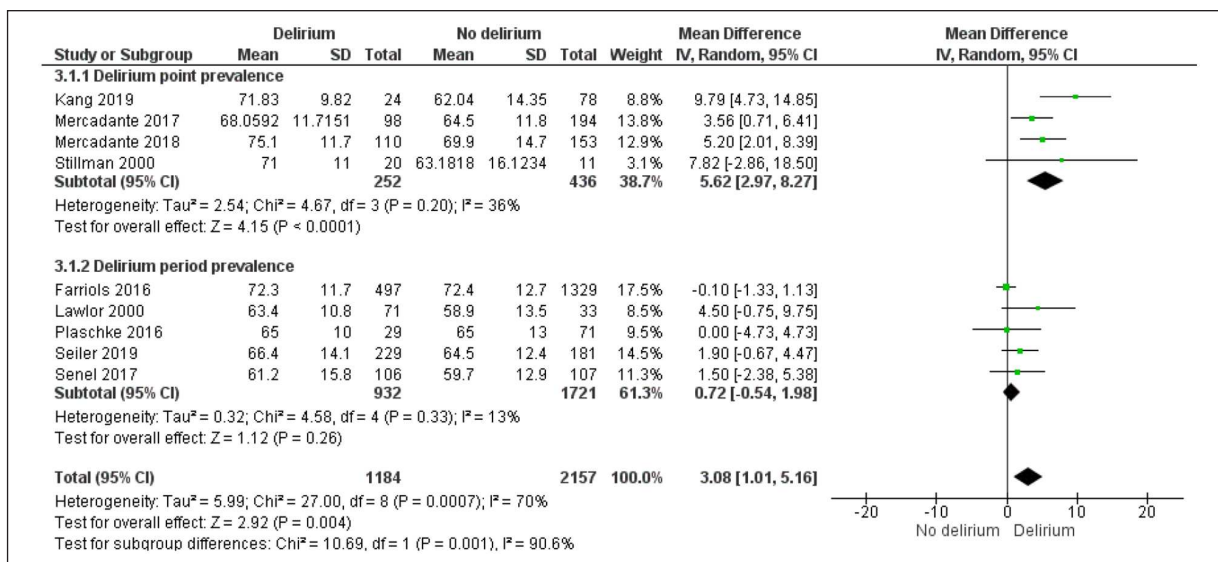 Delirium No delirium Mean Difference Mean Difference
Study or Subgroup Mean SD Total Mean SD Total Weight IV, Random, 95% CI IV, Random, 95% CI
3.1.1 Delirium point prevalence
Kang 2019 71.83 9.82 24 62.04 14.35 78 8.8% 9.79 [4.73, 14.85]
Mercadante 2017 68.0592 11.7151 98 64.5 11.8 194 13.8% 3.56 [0.71, 6.41]
Mercadante 2018 75.1 11.7 110 69.9 14.7 153 12.9% 5.20 [2.01, 8.39]
Stillman 2000 71 11 20 63.1818 16.1234 11 3.1% 7.82 [-2.86, 18.50]
Subtotal (95% CI) 252 436 38.7% 5.62 [2.97, 8.27]
Heterogeneity: Tau² = 2.54; Chi² = 4.67, df = 3 (P = 0.20); I² = 36%
Test for overall effect: Z = 4.15 (P < 0.0001)
3.1.2 Delirium period prevalence
Farriols 2016 72.3 11.7 497 72.4 12.7 1329 17.5% -0.10 [-1.33, 1.13]
Lawlor 2000 63.4 10.8 71 58.9 13.5 33 8.5% 4.50 [-0.75, 9.75]
Plaschke 2016 65 10 29 65 13 71 9.5% 0.00 [-4.73, 4.73]
Seiler 2019 66.4 14.1 229 64.5 12.4 181 14.5% 1.90 [-0.67, 4.47]
Senel 2017 61.2 15.8 106 59.7 12.9 107 11.3% 1.50 [-2.38, 5.38]
Subtotal (95% CI) 932 1721 61.3% 0.72 [-0.54, 1.98]
Heterogeneity: Tau² = 0.32; Chi² = 4.58, df = 4 (P = 0.33); I² = 13%
Test for overall effect: Z = 1.12 (P = 0.26)
Total (95% CI) 1184 2157 100.0% 3.08 [1.01, 5.16]
Heterogeneity: Tau² = 5.99; Chi² = 27.00, df = 8 (P = 0.0007); I² = 70%
Test for overall effect: Z = 2.92 (P = 0.004)
Test for subgroup differences: Chi² = 10.69, df = 1 (P = 0.001), I² = 90.6%
-20 -10 0 10 20
No delirium Delirium